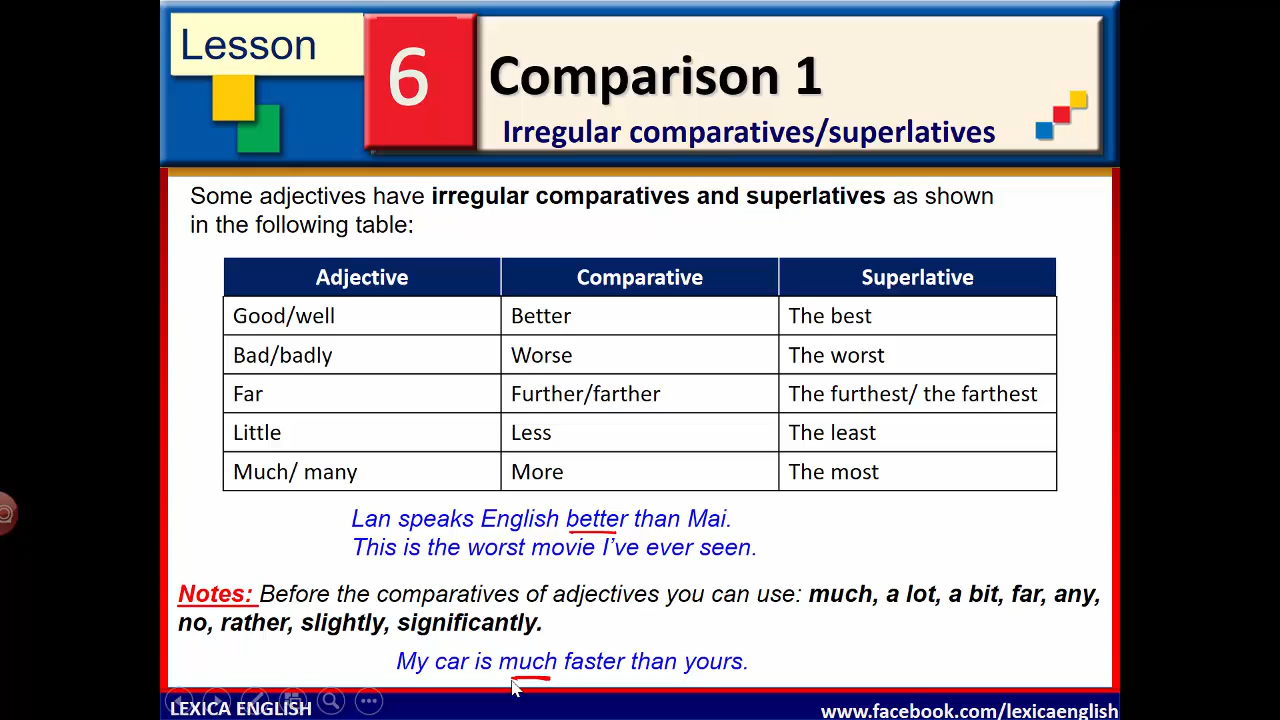 Lesson
6
Comparison 1
Irregular comparatives/superlatives
Some adjectives have irregular comparatives and superlatives as shown
in the following table:
Adjective Comparative Superlative
Good/well Better The best
Bad/badly Worse The worst
Far Further/farther The furthest/ the farthest
Little Less The least
Much/ many More The most
Lan speaks English better than Mai.
This is the worst movie I've ever seen.
Notes: Before the comparatives of adjectives you can use: much, a lot, a bit, far, any,
no, rather, slightly, significantly.
My car is much faster than yours.
LEXICA ENGLISH
www.facebook.com/lexicaenglish